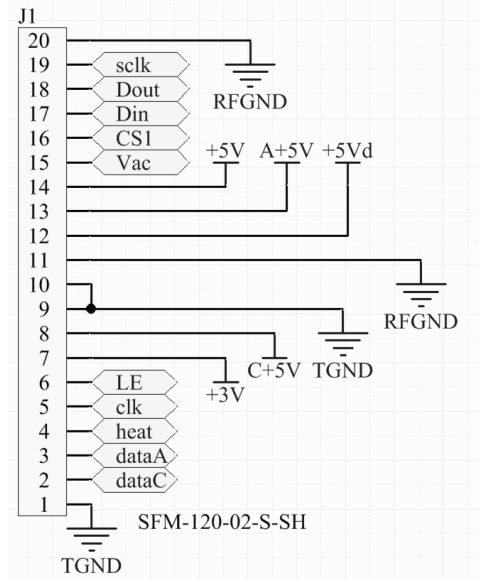 J1
20
19 sclk
18 Dout
RFGND
17 Din
16 CS1
+5V A+5V +5Vd
15 Vac
14
13
12
11
10
9
RFGND
8
7
C+5V TGND
6 LE
+3V
5 clk
4 heat
3 dataA
2 dataC
1
SFM-120-02-S-SH
TGND